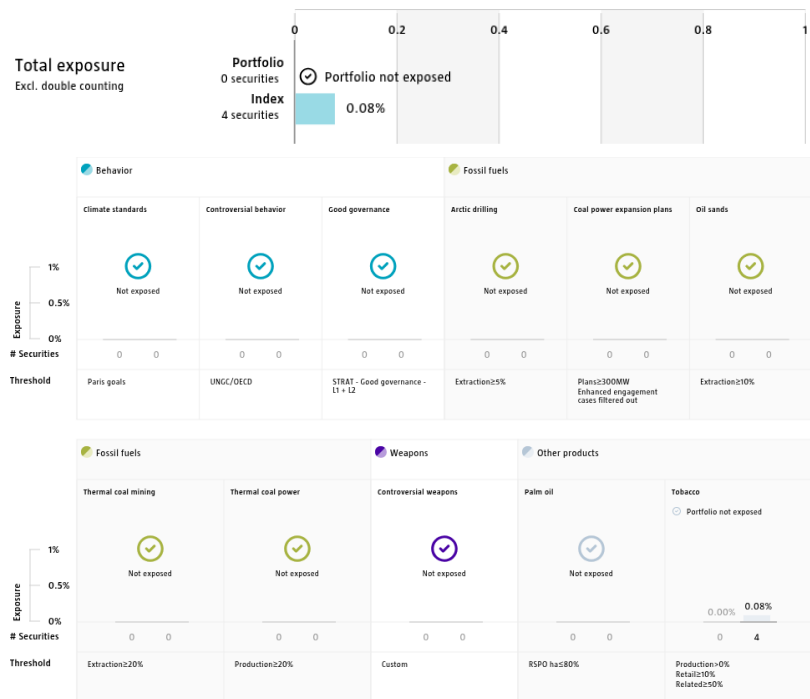 0 0.2 0.4 0.6 0.8 1
Total exposure
Excl. double counting
Portfolio
0 securities
Portfolio not exposed
Index
4 securities
0.08%
Behavior Fossil fuels
Climate standards Controversial behavior Good governance Arctic drilling Coal power expansion plans Oil sands
Exposure
1%
0.5%
0%
Not exposed Not exposed Not exposed Not exposed Not exposed Not exposed
# Securities 0 0 0 0 0 0 0 0 0 0 0 0
Threshold
Paris goals
UNGC/OECD
STRAT - Good governance -
L1 + L2
Extraction≥5%
Plans≥300MW
Enhanced engagement
cases filtered out
Extraction≥10%
Fossil fuels Weapons Other products
Thermal coal mining Thermal coal power Controversial weapons Palm oil Tobacco
Portfolio not exposed
Exposure
1%
0.5%
0%
Not exposed Not exposed Not exposed Not exposed
0.00% 0.08%
# Securities 0 0 0 0 0 0 0 0 0 4
Threshold
Extraction≥20%
Production≥20%
Custom
RSPO ha≤80%
Production>0%
Retail≥10%
Related≥50%